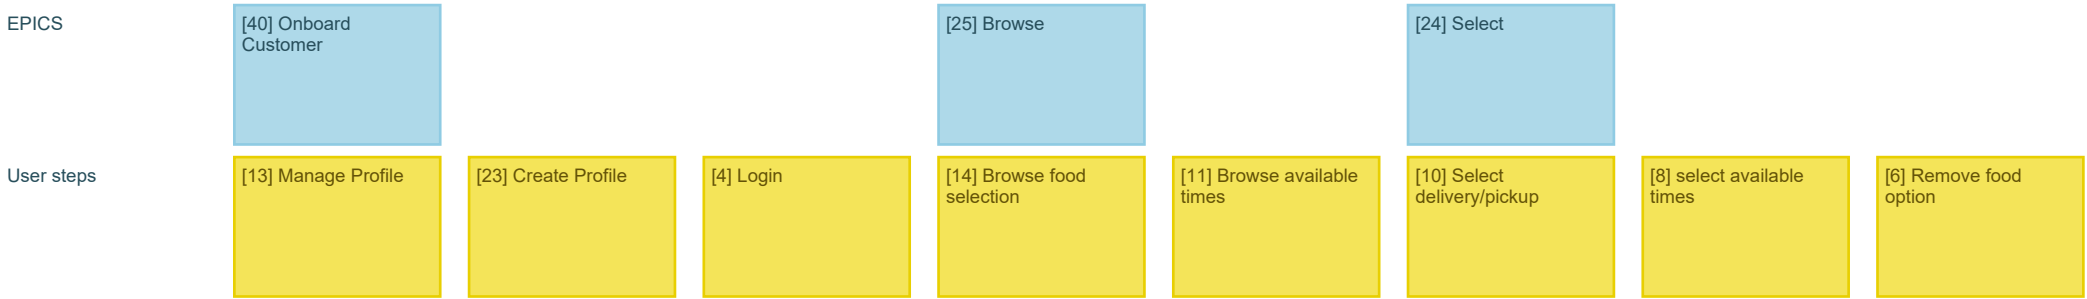 EPICS
[40] Onboard
Customer
[25] Browse
[24] Select
User steps
[13] Manage Profile
[23] Create Profile
[4] Login
[14] Browse food
selection
[11] Browse available
times
[10] Select
delivery/pickup
[8] select available
times
[6] Remove food
option